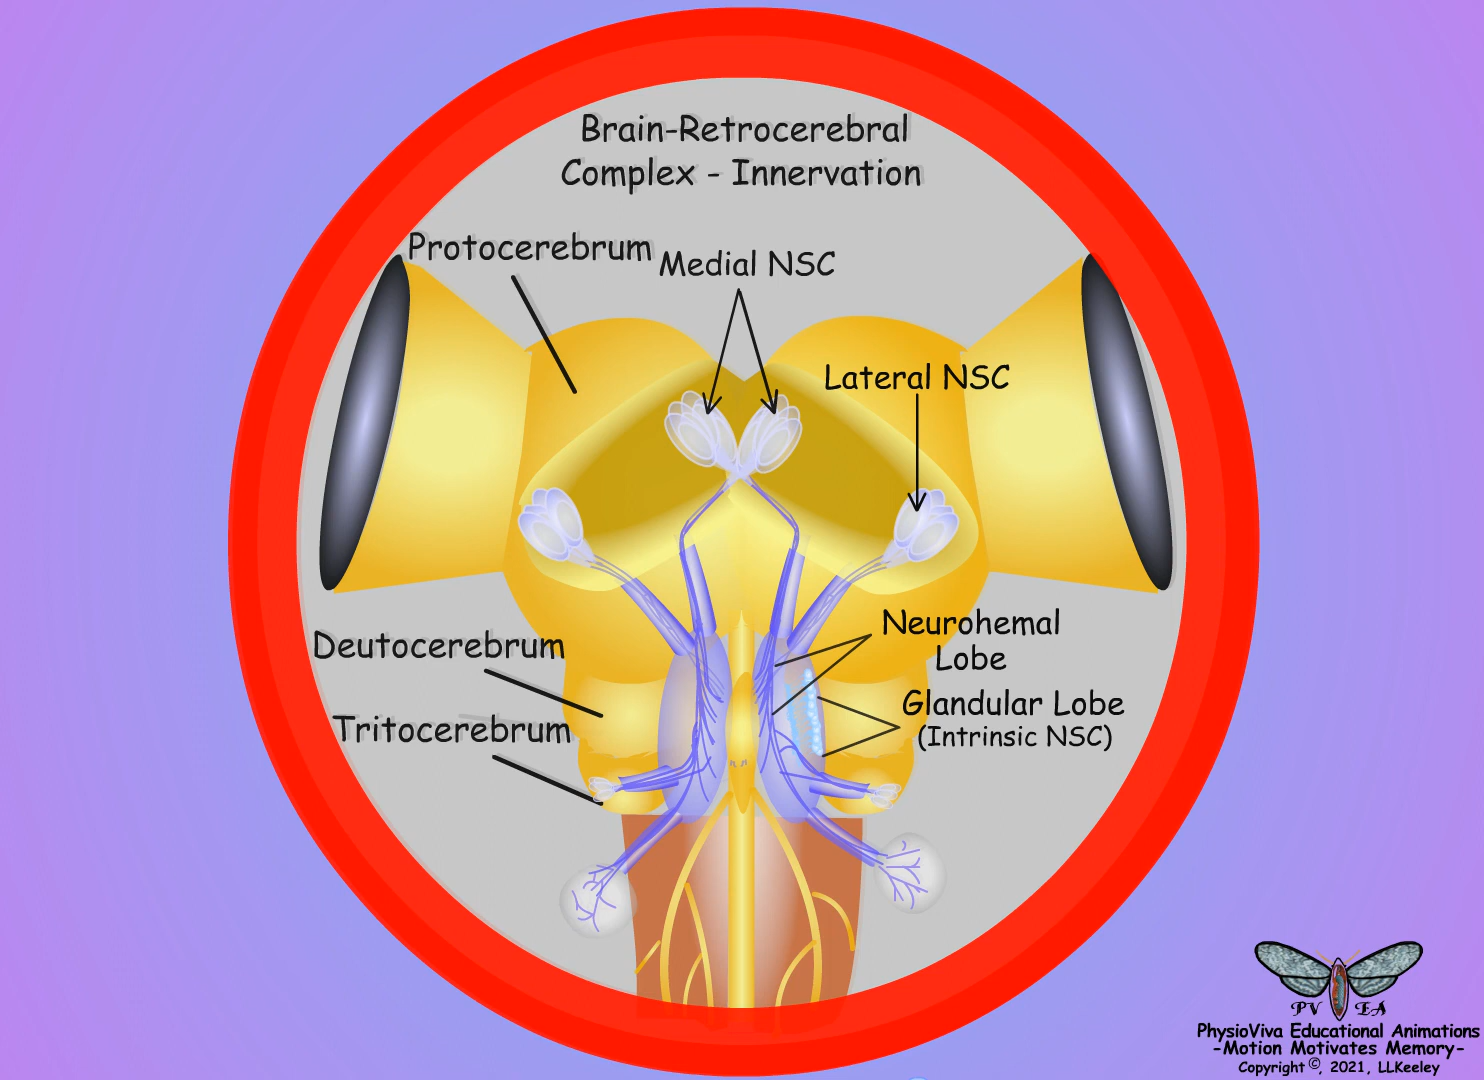 Brain-Retrocerebral
Complex - Innervation
Protocerebrum
Medial NSC
Lateral NSC
Deutocerebrum
Neurohemal
Lobe
Tritocerebrum
Glandular Lobe
(Intrinsic NSC)
PV EA
PhysioViva Educational Animations
-Motion Motivates Memory-
Copyright ©, 2021, LLKeeley